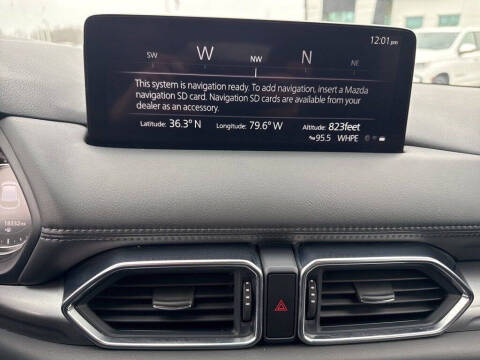 12:01 pm
SW W NW N NE
This system is navigation ready. To add navigation, insert a Mazda
navigation SD card. Navigation SD cards are available from your
dealer as an accessory.
Latitude: 36.3° N Longitude: 79.6° W Altitude: 823feet
95.5 WHPE